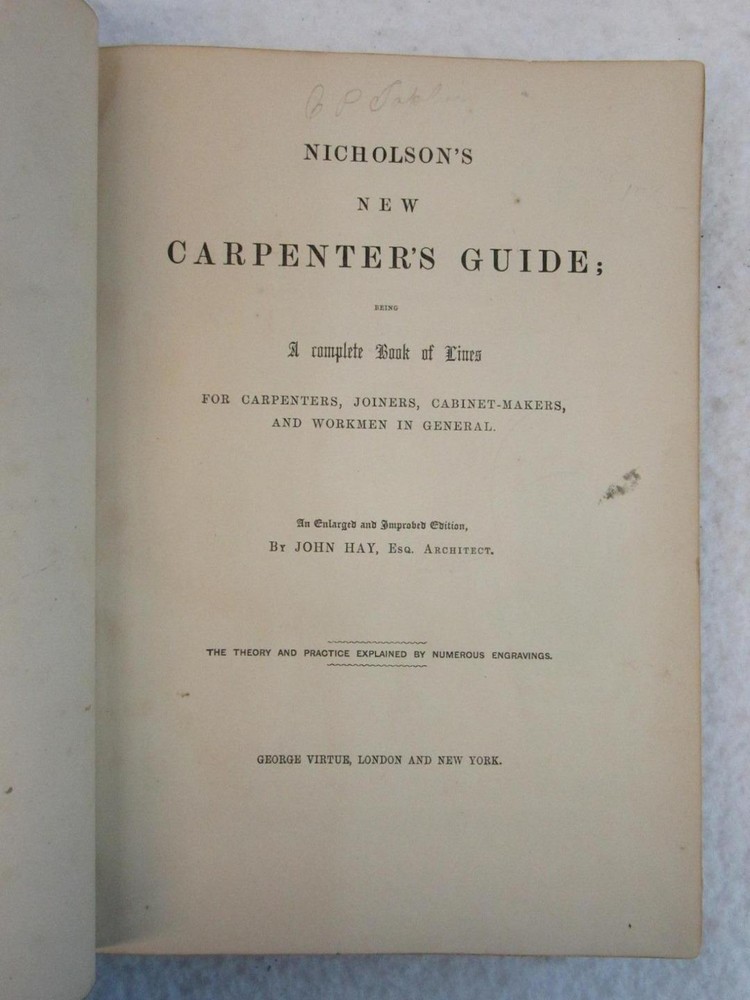 NICHOLSON'S
NEW
CARPENTER'S GUIDE;
BEING
A complete Book of Lines
FOR CARPENTERS, JOINERS, CABINET-MAKERS,
AND WORKMEN IN GENERAL.
An Enlarged and Improved Edition,
BY JOHN HAY, ESQ. ARCHITECT.
THE THEORY AND PRACTICE EXPLAINED BY NUMEROUS ENGRAVINGS.
GEORGE VIRTUE, LONDON AND NEW YORK.